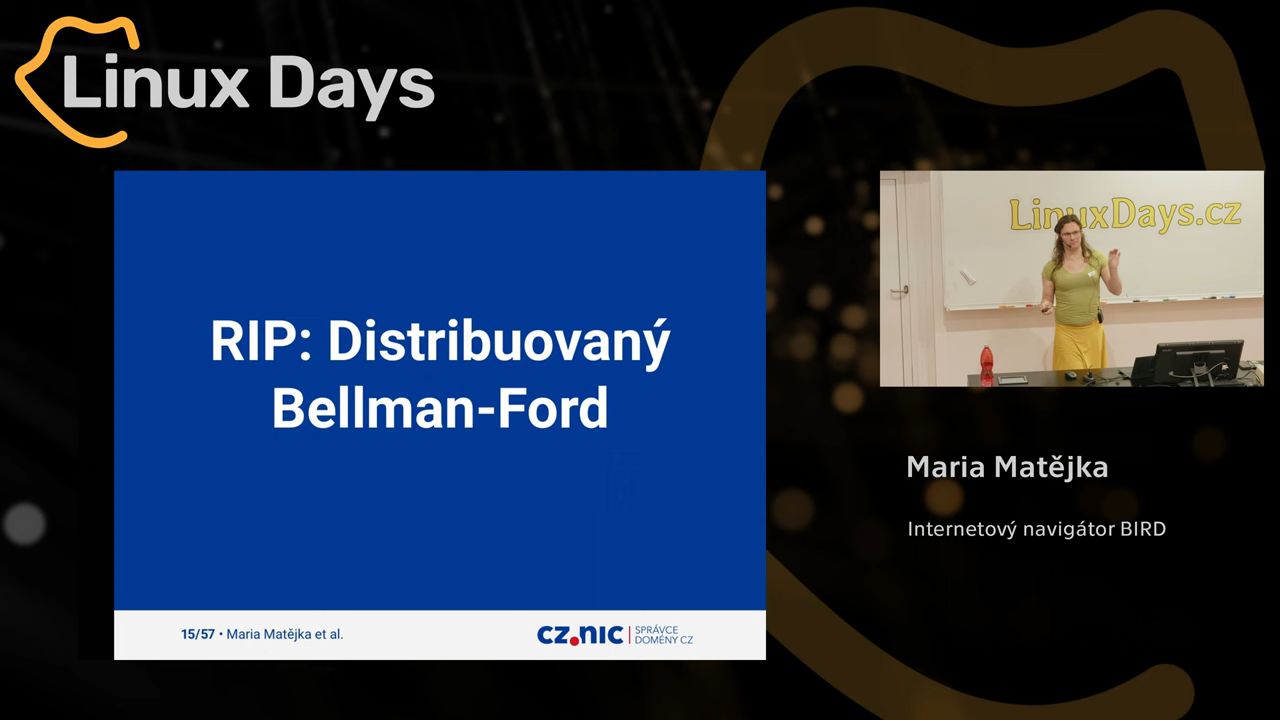 Linux Days
RIP: Distribuovaný
Bellman-Ford
15/57 • Maria Matějka et al.
CZ.NIC | SPRÁVCE
DOMÉNY CZ
LinuxDays.cz
Maria Matějka
Internetový navigátor BIRD